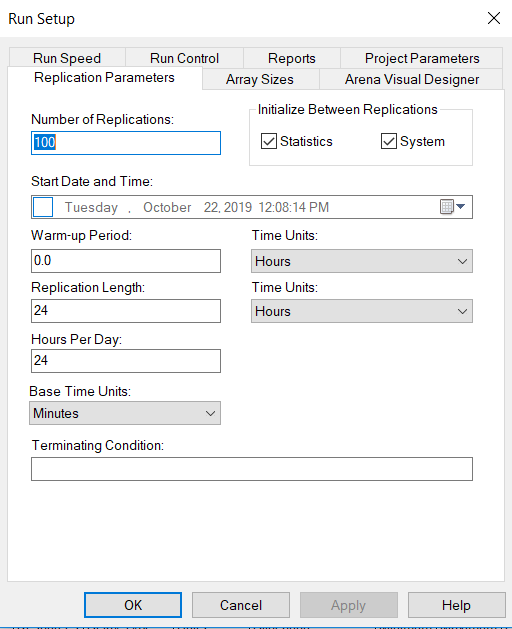 Run Setup
Run Speed Run Control Reports Project Parameters
Replication Parameters Array Sizes Arena Visual Designer
Number of Replications:
100
Initialize Between Replications
Statistics System
Start Date and Time:
Tuesday , October 22, 2019 12:08:14 PM
Warm-up Period: Time Units:
0.0 Hours
Replication Length: Time Units:
24 Hours
Hours Per Day:
24
Base Time Units:
Minutes
Terminating Condition:
OK Cancel Apply Help